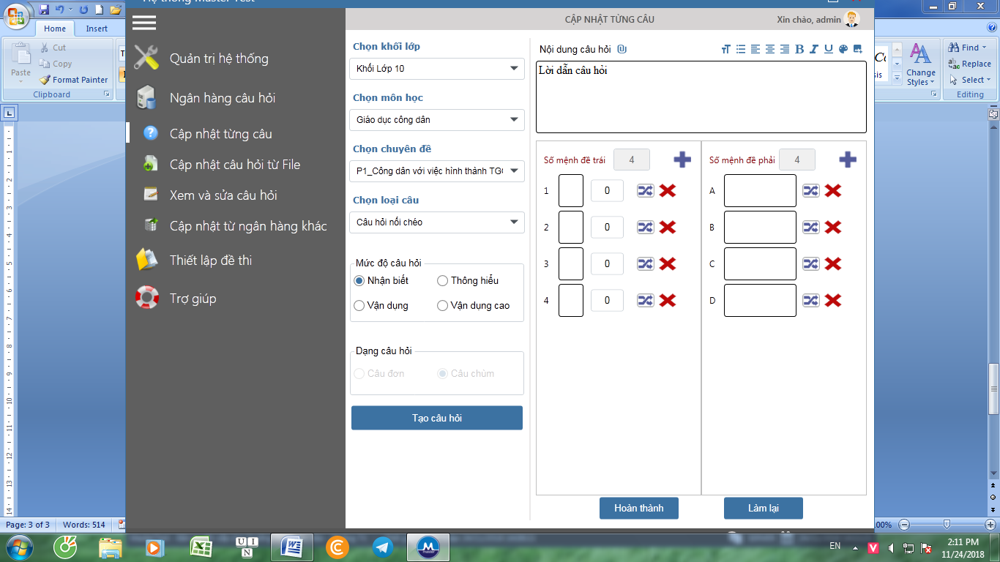 Hệ thống Master Test
Home
Insert
Cut
Copy
Paste
Format Painter
Clipboard
Find
Replace
Select
Change
Styles
Editing
CẬP NHẬT TỪNG CÂU
Xin chào, admin
Quản trị hệ thống
Ngân hàng câu hỏi
Cập nhật từng câu
Cập nhật câu hỏi từ File
Xem và sửa câu hỏi
Cập nhật từ ngân hàng khác
Thiết lập đề thi
Trợ giúp
Chọn khối lớp
Khối Lớp 10
Chọn môn học
Giáo dục công dân
Chọn chuyên đề
P1_Công dân với việc hình thành TGQ
Chọn loại câu
Câu hỏi nối chéo
Mức độ câu hỏi
Nhận biết
Thông hiểu
Vận dụng
Vận dụng cao
Dạng câu hỏi
Câu đơn
Câu chùm
Tạo câu hỏi
Nội dung câu hỏi
B I U
Lời dẫn câu hỏi
Số mệnh đề trái 4
Số mệnh đề phải 4
1 0 A
2 0 B
3 0 C
4 0 D
Hoàn thành
Làm lại
Page: 3 of 3
Words: 514
00%
U I
N
EN
2:11 PM
11/24/2018